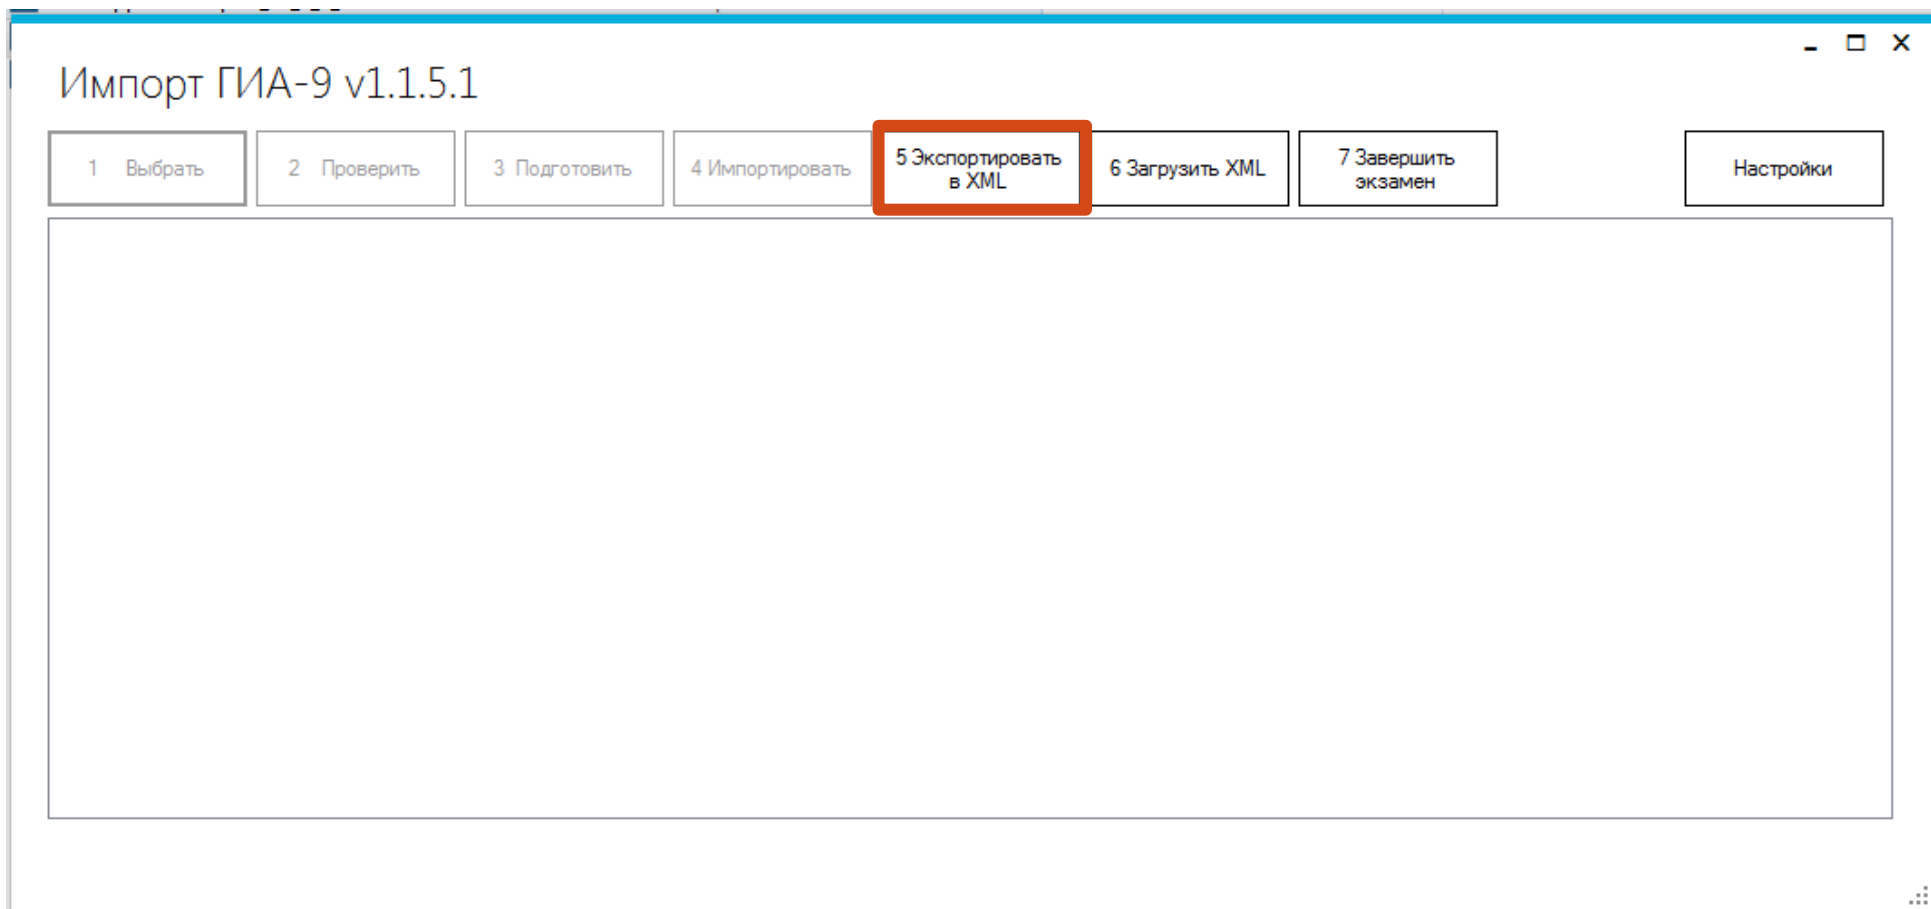 Импорт ГИА-9 v1.1.5.1
1 Выбрать
2 Проверить
3 Подготовить
4 Импортировать
5 Экспортировать
в XML
6 Загрузить XML
7 Завершить
экзамен
Настройки